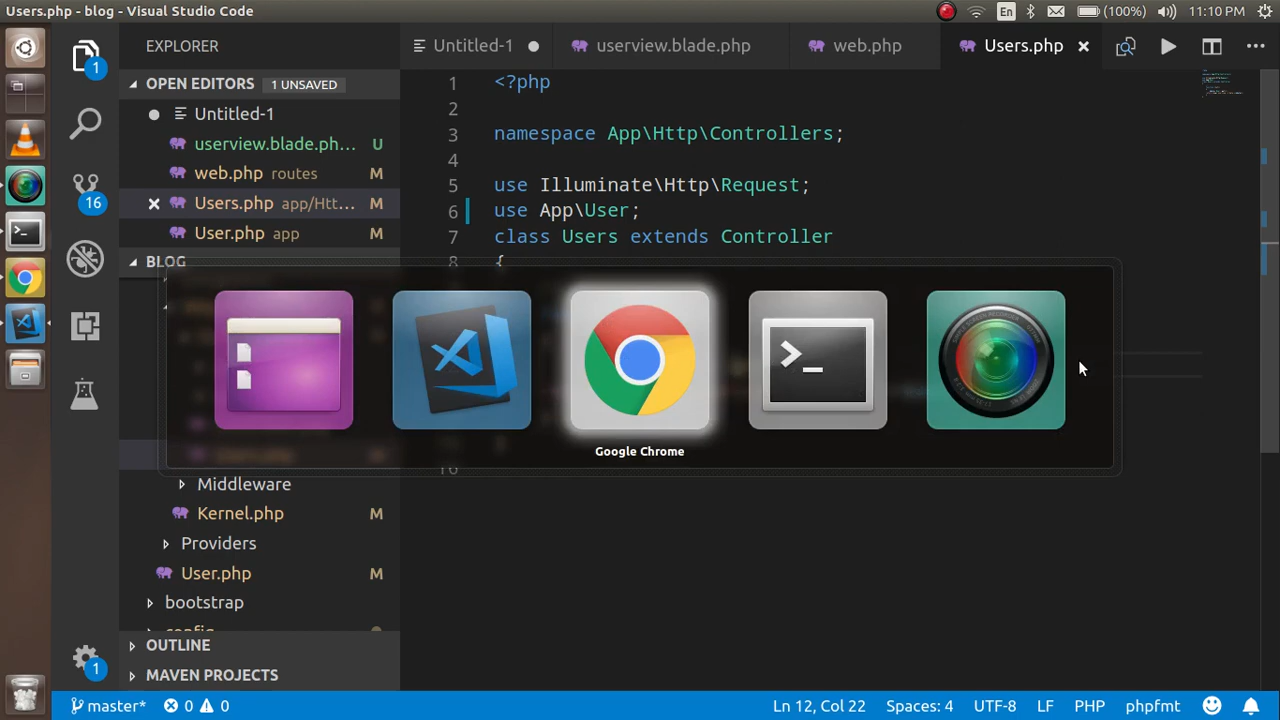 Users.php - blog - Visual Studio Code
En
(100%)
11:10 PM
EXPLORER
OPEN EDITORS 1 UNSAVED
Untitled-1
userview.blade.ph... U
web.php routes M
Users.php app/Htt... M
User.php app M
BLOG
Middleware
Kernel.php M
Providers
User.php M
bootstrap
config
OUTLINE
MAVEN PROJECTS
1
16
1
Untitled-1
userview.blade.php
web.php
Users.php
1 <?php
2
3 namespace App\Http\Controllers;
4
5 use Illuminate\Http\Request;
6 use App\User;
7 class Users extends Controller
8 {
16
Google Chrome
master*
0
0
Ln 12, Col 22
Spaces: 4
UTF-8
LF
PHP
phpfmt